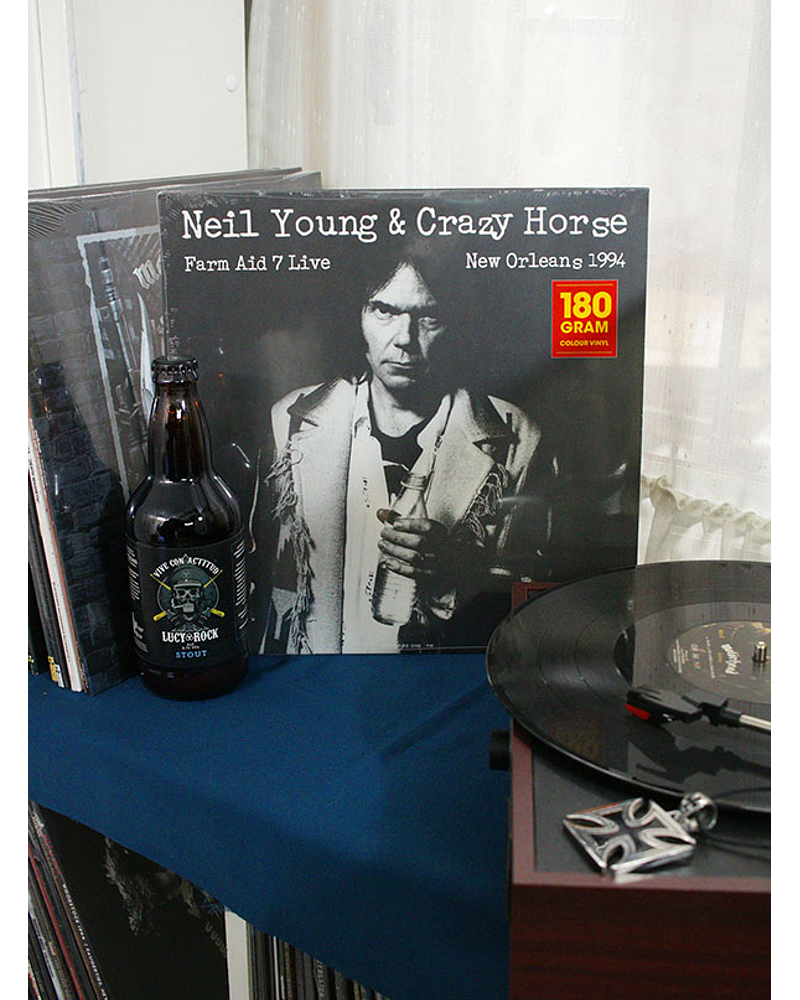 Neil Young & Crazy Horse
Farm Aid 7 Live
New Orleans 1994
180
GRAM
COLOUR VINYL
VIVE CON ACTITUD
LUCY ROCK
STOUT